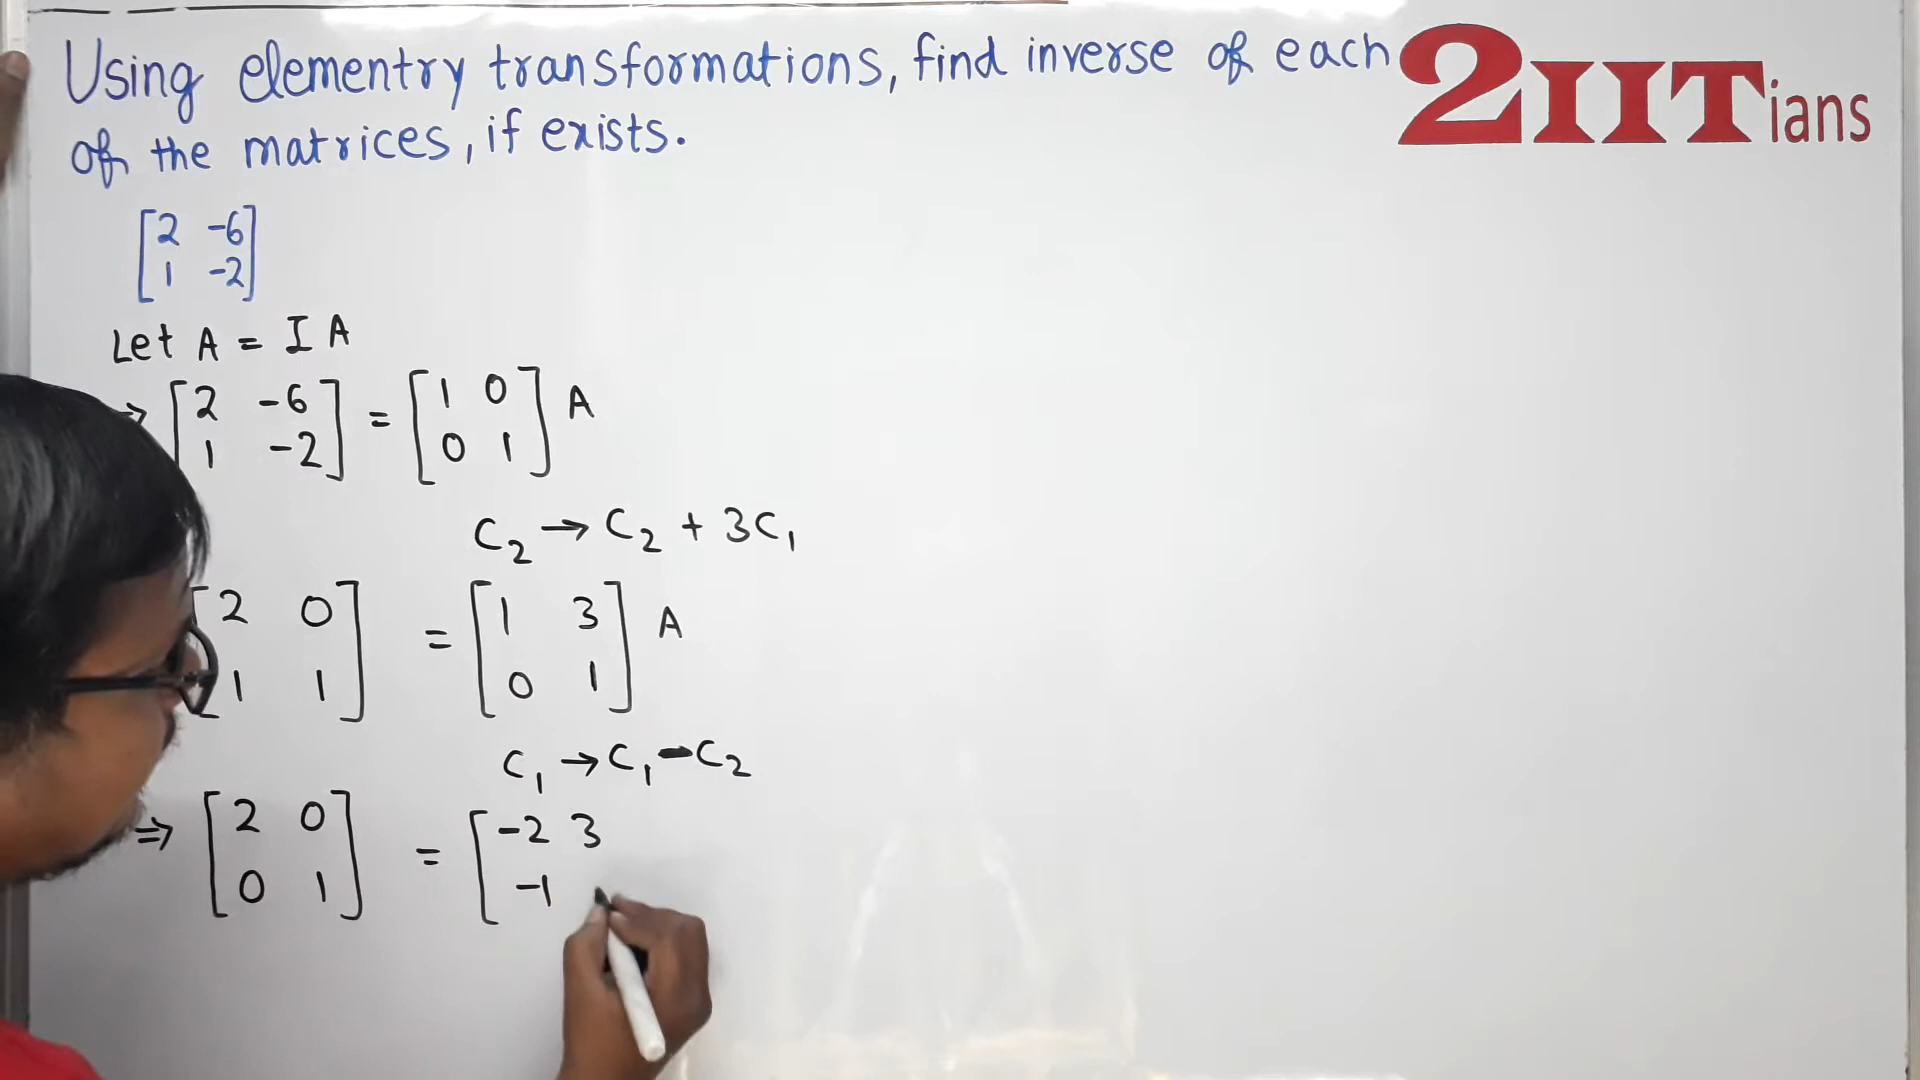 Using elementry transformations, find inverse of each
2IITians
of the matrices, if exists.
[2 -6]
[1 -2]
Let A = I A
⇒ [2 -6] = [1 0] A
[1 -2] [0 1]
C₂ → C₂ + 3C₁
[2 0] = [1 3] A
[1 1] [0 1]
C₁ → C₁ - C₂
⇒ [2 0] = [-2 3
[0 1] [-1